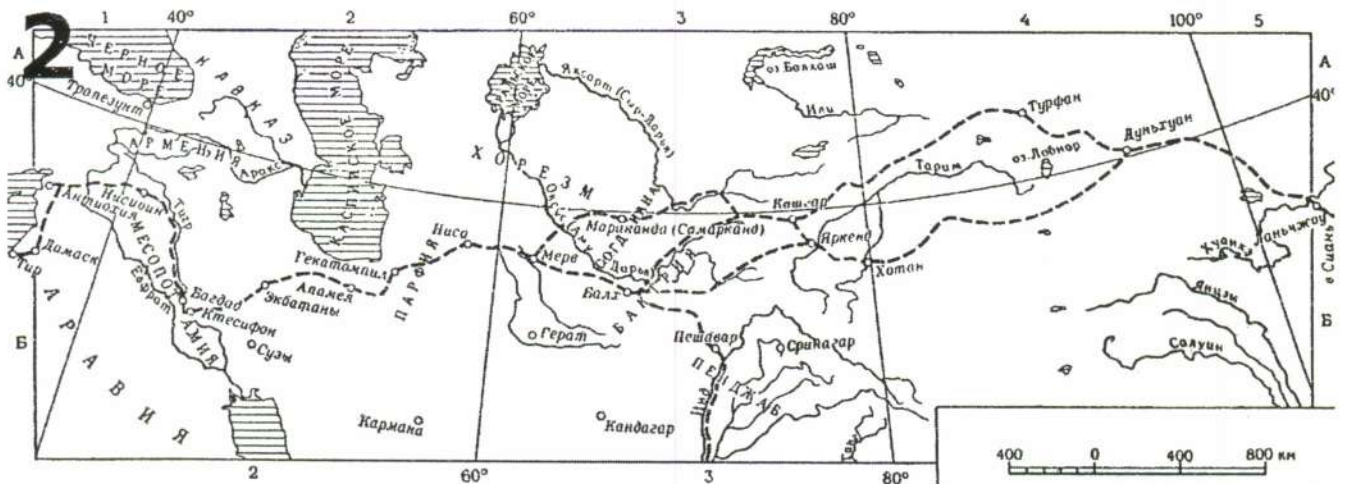 2
1 40° 2 60° 3 80° 4 100° 5
А
А
40°
40°
ЧЕРНОЕ МОРЕ
КАВКАЗ
КАСПИЙСКОЕ МОРЕ
Яксарт (Сыр-Дарья)
оз Балхаш
Или
Трапезунт
АРМЕНИЯ
Аракс
ХОРЕЗМ
Турфан
Дуньхуан
оз. Лобнор
Тарим
Антиохия
Нисибин
Тигр
Мараканда (Самарканд)
СОГДИАНА
Кашгар
Яркенд
Хотан
Хуанхэ
Ланьчжоу
Дамаск
Тир
МЕСОПОТАМИЯ
Евфрат
Гекатомпил
ПАРФИЯ
Ниса
Мерв
Оксус (Аму Дарья)
БАКТРИЯ
Балх
Янцзы
в Сиань
Багдад
Ктесифон
Экбатаны
Апамея
Сузы
Герат
Пешавар
Сринагар
Салуин
Б
Б
АРАВИЯ
ПЕНДЖАБ
Инд
Кармана
Кандагар
400 0 400 800 км
2 60° 3 80°